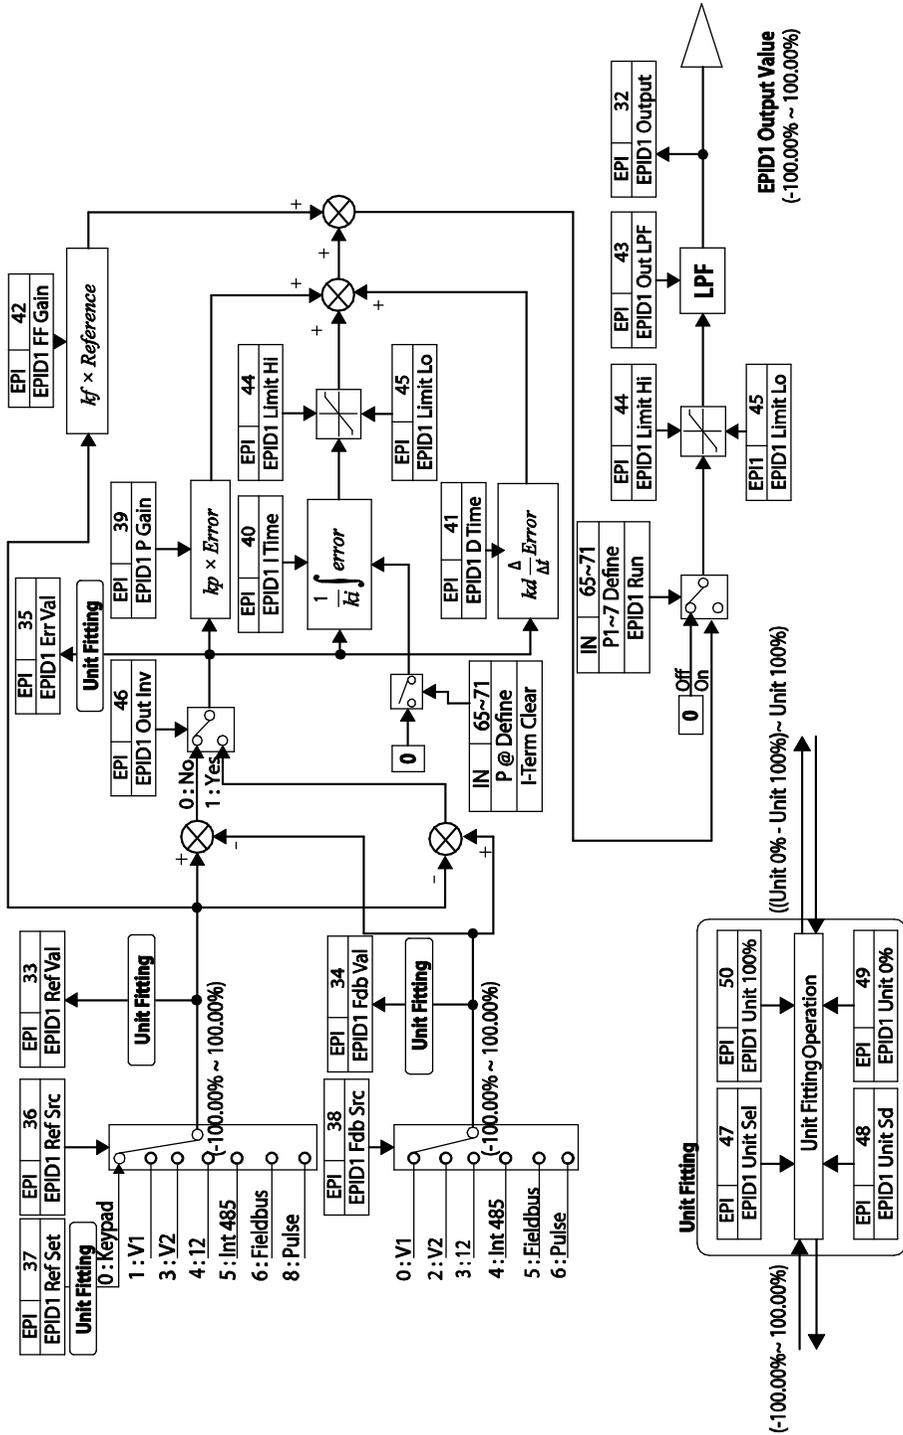 EPI 37
EPID1 Ref Set
Unit Fitting
EPI 36
EPID1 Ref Src
EPI 33
EPID1 Ref Val
Unit Fitting
0 : Keypad
1 : V1
3 : V2
4 : 12
5 : Int 485
6 : Fieldbus
8 : Pulse
(-100.00% ~ 100.00%)
EPI 38
EPID1 Fdb Src
EPI 34
EPID1 Fdb Val
Unit Fitting
0 : V1
2 : V2
3 : 12
4 : Int 485
5 : Fieldbus
6 : Pulse
(-100.00% ~ 100.00%)
+
-
-
+
0 : No
1 : Yes
EPI 46
EPID1 Out Inv
EPI 35
EPID1 Err Val
Unit Fitting
EPI 42
EPID1 FF Gain
kf × Reference
EPI 39
EPID1 P Gain
kp × Error
EPI 40
EPID1 I Time
1/ki ∫ error
EPI 44
EPID1 Limit Hi
EPI 45
EPID1 Limit Lo
EPI 41
EPID1 D Time
kd Δ/Δt Error
0
IN 65~71
P @ Define
I-Term Clear
+
+
+
+
+
IN 65~71
P1~7 Define
EPID1 Run
0
Off
On
EPI 44
EPID1 Limit Hi
EPI1 45
EPID1 Limit Lo
EPI 43
EPID1 Out LPF
LPF
EPI 32
EPID1 Output
EPID1 Output Value
(-100.00% ~ 100.00%)
Unit Fitting
EPI 47
EPID1 Unit Sel
EPI 50
EPID1 Unit 100%
Unit Fitting Operation
EPI 48
EPID1 Unit Sd
EPI 49
EPID1 Unit 0%
(-100.00%~ 100.00%)
((Unit 0% - Unit 100%)~ Unit 100%)